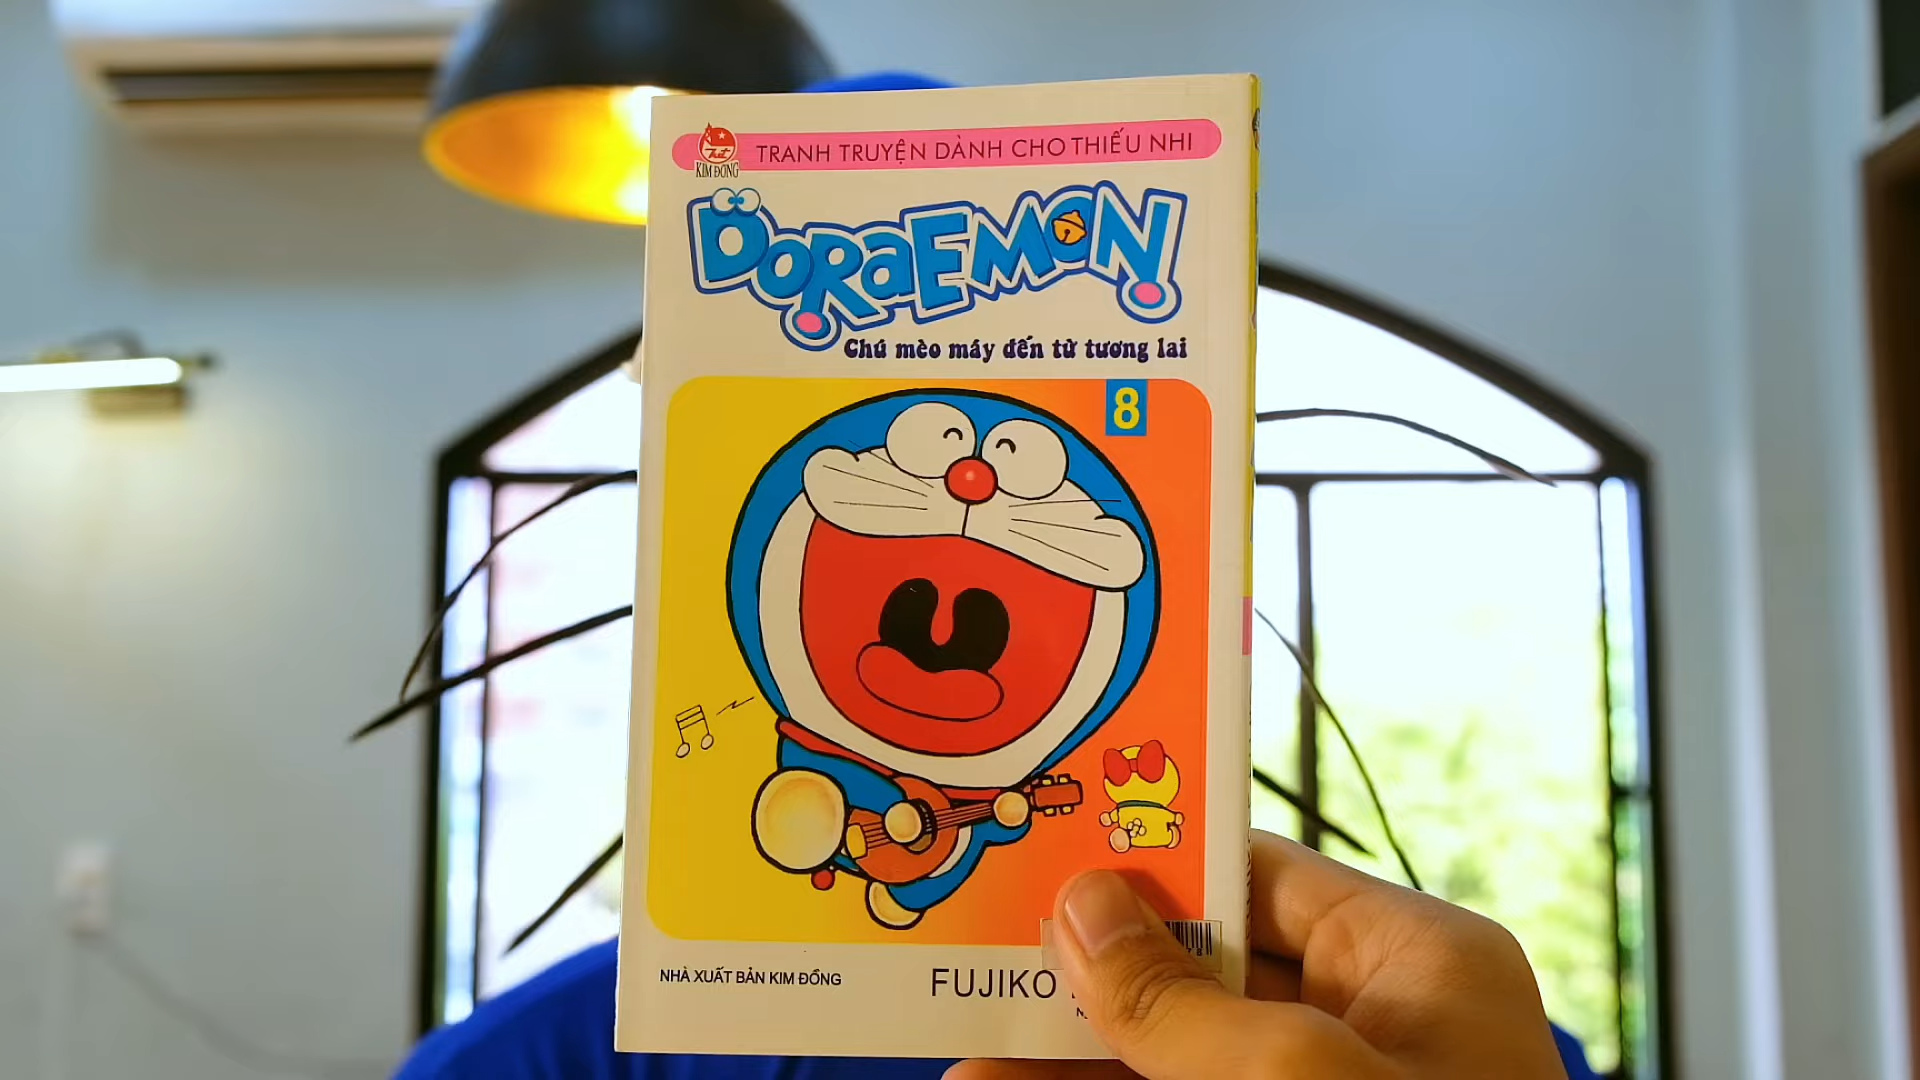 TRANH TRUYỆN DÀNH CHO THIẾU NHI
KIM ĐỒNG
DORAEMON
Chú mèo máy đến từ tương lai
8
NHÀ XUẤT BẢN KIM ĐỒNG
FUJIKO